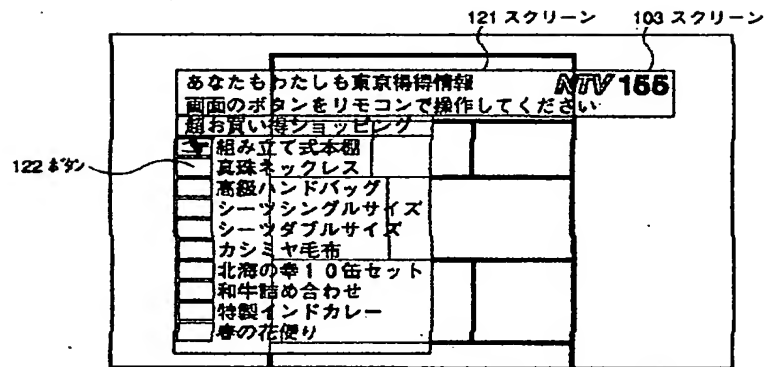 121 スクリーン 103 スクリーン
あなたもわたしも東京得得情報 NTV 155
画面のボタンをリモコンで操作してください
超お買い得ショッピング
組み立て式本棚
122 ボタン
真珠ネックレス
高級ハンドバッグ
シーツシングルサイズ
シーツダブルサイズ
カシミヤ毛布
北海の幸10缶セット
和牛詰め合わせ
特製インドカレー
春の花便り